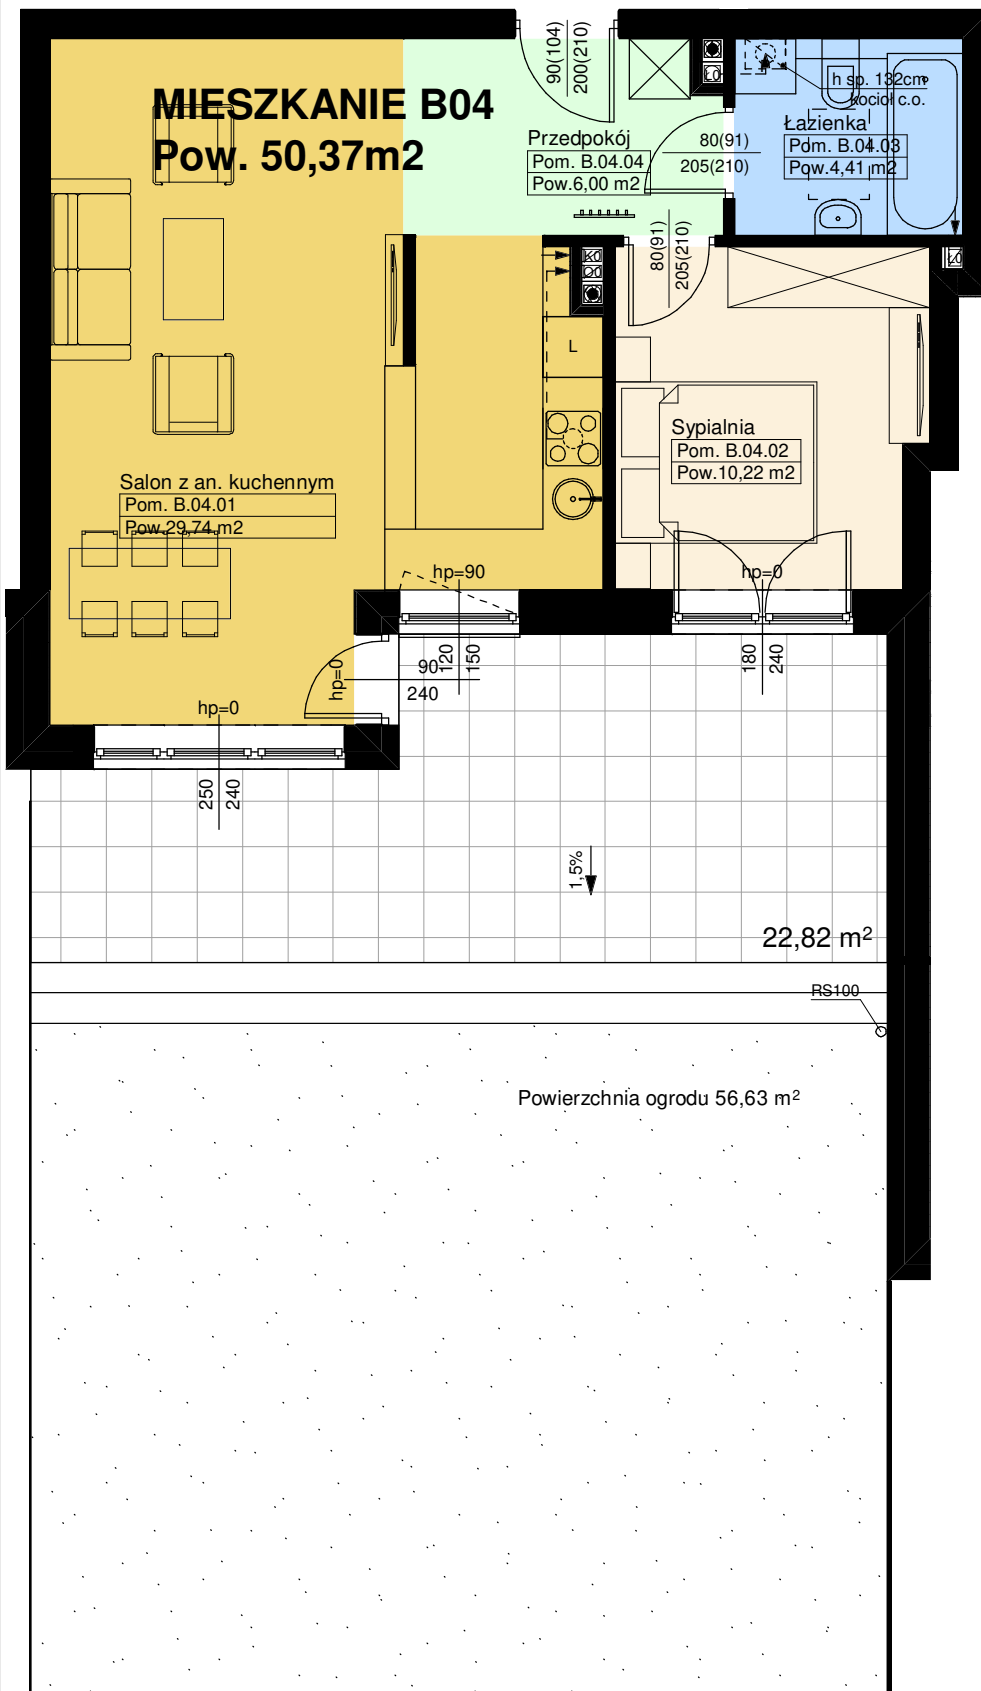 MIESZKANIE B04
Pow. 50,37m2
90(104)
200(210)
h sp. 132cm
kocioł c.o.
Łazienka
Pom. B.04.03
Pow.4,41 m2
Przedpokój
Pom. B.04.04
Pow.6,00 m2
80(91)
205(210)
80(91)
205(210)
L
Sypialnia
Pom. B.04.02
Pow.10,22 m2
Salon z an. kuchennym
Pom. B.04.01
Pow.29,74 m2
hp=90
hp=0
120
150
180
240
hp=0
90
240
hp=0
250
240
1,5%
22,82 m²
RS100
Powierzchnia ogrodu 56,63 m²